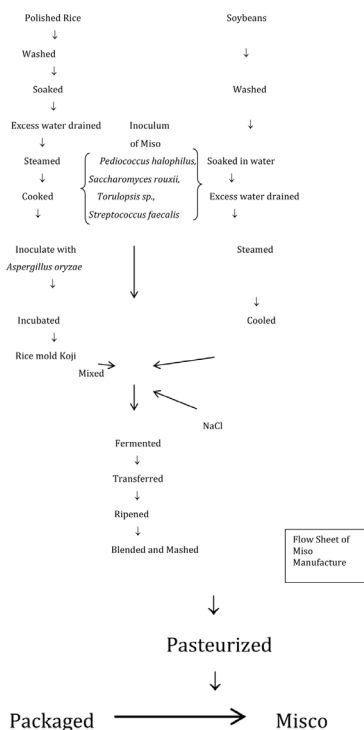 Polished Rice
Soybeans
Washed
Soaked
Washed
Excess water drained
Inoculum
of Miso
Steamed
Pediococcus halophilus,
Soaked in water
Saccharomyces rouxii,
Cooked
Torulopsis sp.,
Excess water drained
Streptococcus faecalis
Inoculate with
Steamed
Aspergillus oryzae
Incubated
Cooled
Rice mold Koji
Mixed
NaCl
Fermented
Transferred
Ripened
Blended and Mashed
Flow Sheet of
Miso
Manufacture
Pasteurized
Packaged
Misco